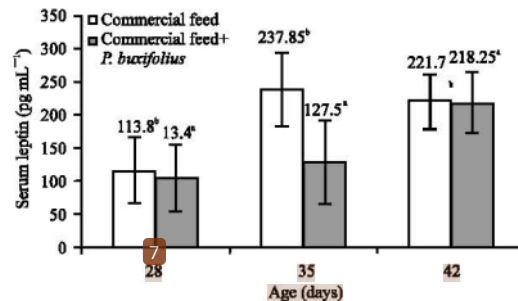 Commercial feed
Commercial feed+
P. buxifolius
Serum leptin (pg mL⁻¹)
350
300
250
200
150
100
50
0
113.8ᵇ
13.4ᵃ
237.85ᵇ
127.5ᵃ
221.7
ᵇ
218.25ᵃ
7
28
35
42
Age (days)